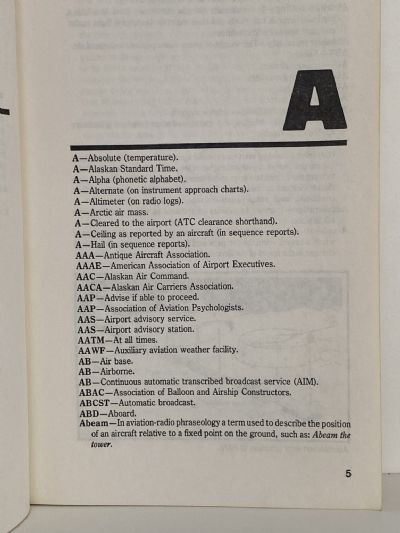 A
A—Absolute (temperature).
A—Alaskan Standard Time.
A—Alpha (phonetic alphabet).
A—Alternate (on instrument approach charts).
A—Altimeter (on radio logs).
A—Arctic air mass.
A—Cleared to the airport (ATC clearance shorthand).
A—Ceiling as reported by an aircraft (in sequence reports).
A—Hail (in sequence reports).
AAA—Antique Aircraft Association.
AAAE—American Association of Airport Executives.
AAC—Alaskan Air Command.
AACA—Alaskan Air Carriers Association.
AAP—Advise if able to proceed.
AAP—Association of Aviation Psychologists.
AAS—Airport advisory service.
AAS—Airport advisory station.
AATM—At all times.
AAWF—Auxiliary aviation weather facility.
AB—Air base.
AB—Airborne.
AB—Continuous automatic transcribed broadcast service (AIM).
ABAC—Association of Balloon and Airship Constructors.
ABCST—Automatic broadcast.
ABD—Aboard.
Abeam—In aviation-radio phraseology a term used to describe the position
of an aircraft relative to a fixed point on the ground, such as: Abeam the
tower.
5